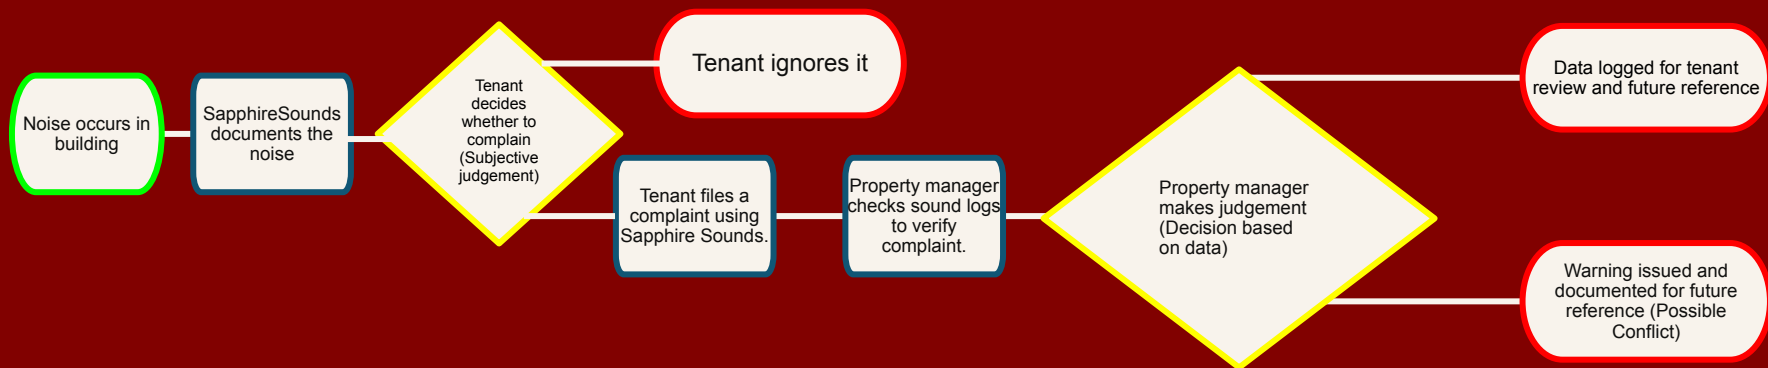 Noise occurs in
building
SapphireSounds
documents the
noise
Tenant
decides
whether to
complain
(Subjective
judgement)
Tenant ignores it
Tenant files a
complaint using
Sapphire Sounds.
Property manager
checks sound logs
to verify
complaint.
Property manager
makes judgement
(Decision based
on data)
Data logged for tenant
review and future reference
Warning issued and
documented for future
reference (Possible
Conflict)